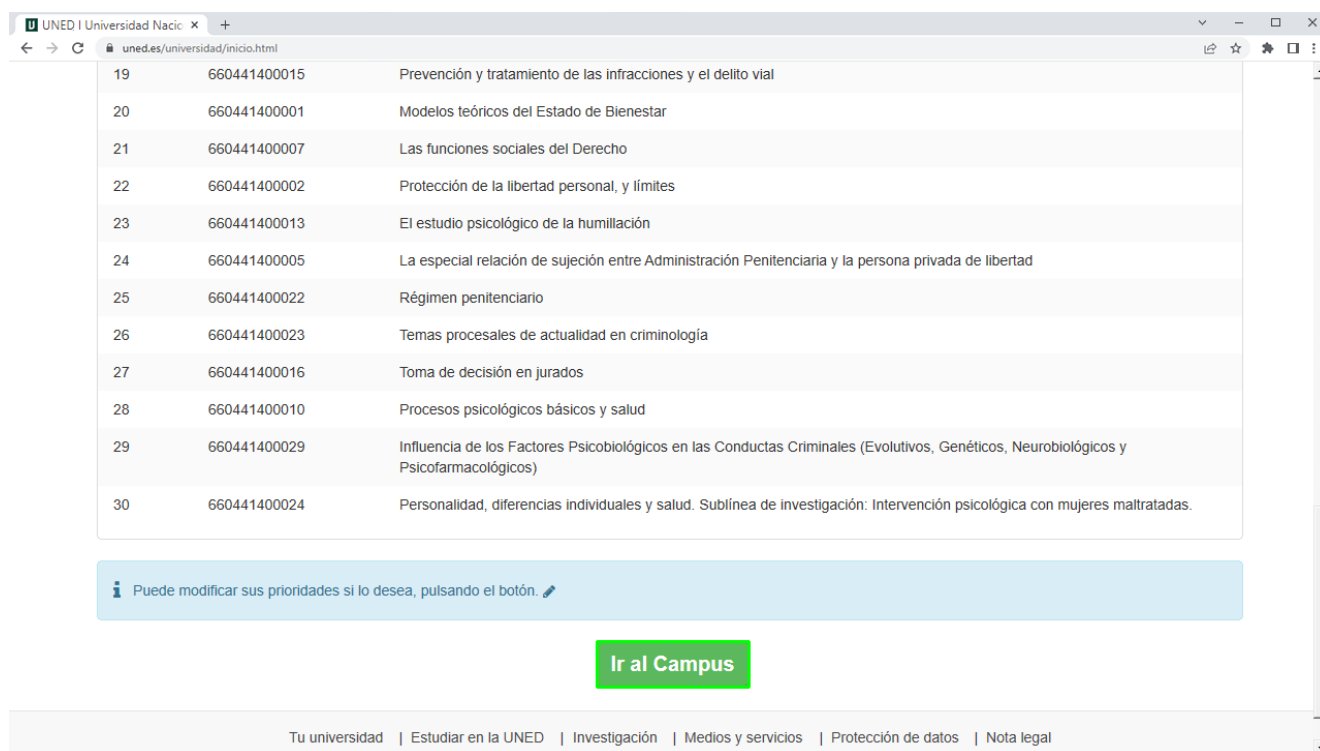 UNED I Universidad Nacio
uned.es/universidad/inicio.html
19 660441400015 Prevención y tratamiento de las infracciones y el delito vial
20 660441400001 Modelos teóricos del Estado de Bienestar
21 660441400007 Las funciones sociales del Derecho
22 660441400002 Protección de la libertad personal, y límites
23 660441400013 El estudio psicológico de la humillación
24 660441400005 La especial relación de sujeción entre Administración Penitenciaria y la persona privada de libertad
25 660441400022 Régimen penitenciario
26 660441400023 Temas procesales de actualidad en criminología
27 660441400016 Toma de decisión en jurados
28 660441400010 Procesos psicológicos básicos y salud
29 660441400029 Influencia de los Factores Psicobiológicos en las Conductas Criminales (Evolutivos, Genéticos, Neurobiológicos y
Psicofarmacológicos)
30 660441400024 Personalidad, diferencias individuales y salud. Sublínea de investigación: Intervención psicológica con mujeres maltratadas.
Puede modificar sus prioridades si lo desea, pulsando el botón.
Ir al Campus
Tu universidad | Estudiar en la UNED | Investigación | Medios y servicios | Protección de datos | Nota legal